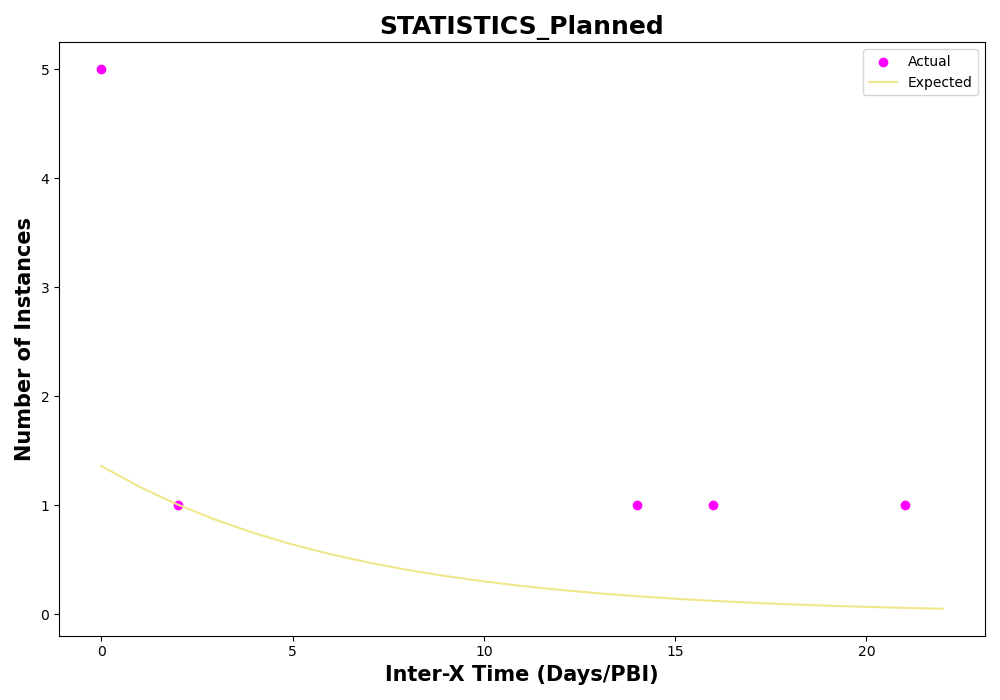 STATISTICS_Planned
Actual
Expected
Number of Instances
5
4
3
2
1
0
0
5
10
15
20
Inter-X Time (Days/PBI)